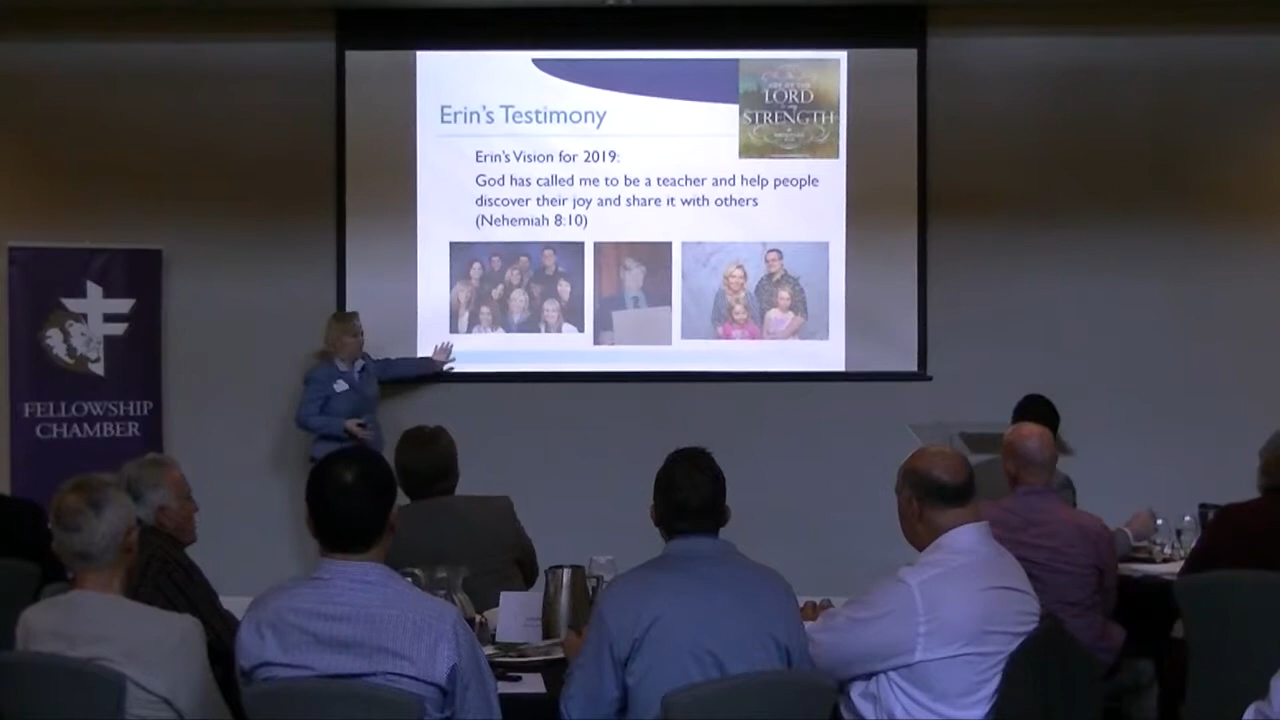 Erin's Testimony
LORD
STRENGTH
Erin's Vision for 2019:
God has called me to be a teacher and help people
discover their joy and share it with others
(Nehemiah 8:10)
FELLOWSHIP
CHAMBER